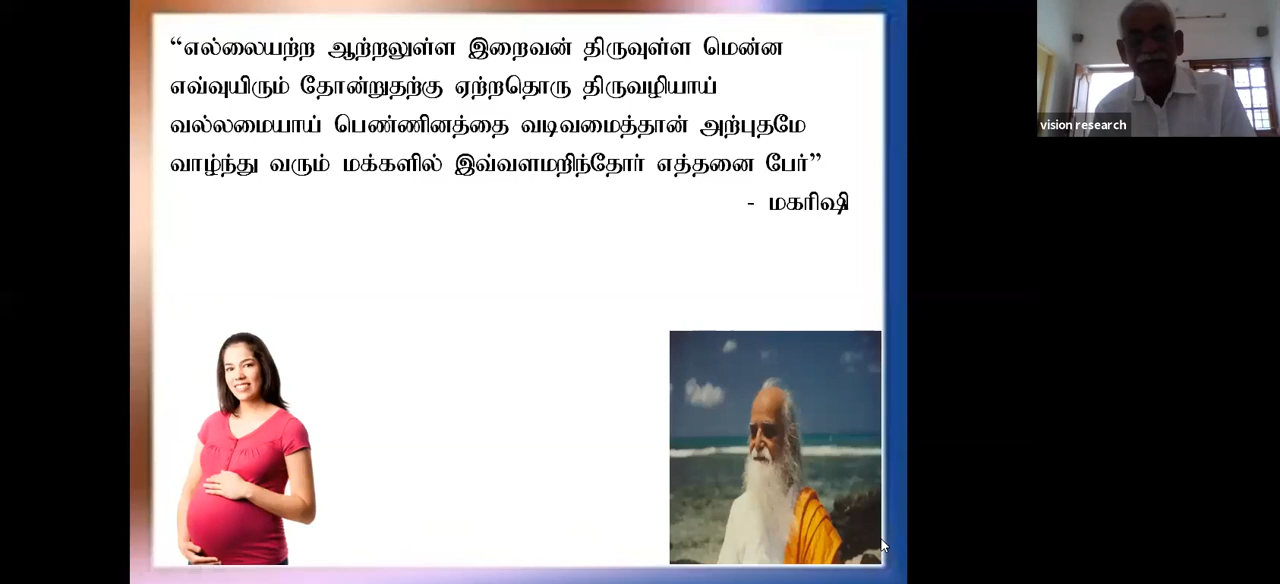 “எல்லையற்ற ஆற்றலுள்ள இறைவன் திருவுள்ள மென்ன
எவ்வுயிரும் தோன்றுதற்கு ஏற்றதொரு திருவழியாய்
வல்லமையாய் பெண்ணினத்தை வடிவமைத்தான் அற்புதமே
வாழ்ந்து வரும் மக்களில் இவ்வளமறிந்தோர் எத்தனை பேர்”
- மகரிஷி
vision research